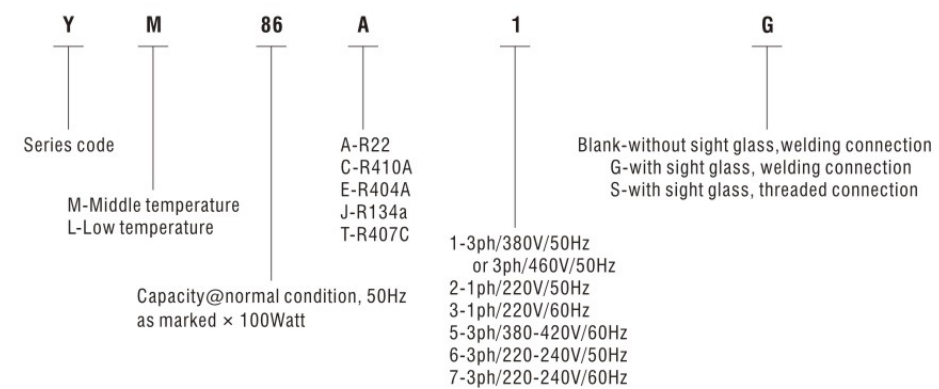 Y M 86 A 1 G
Series code
M-Middle temperature
L-Low temperature
Capacity@normal condition, 50Hz
as marked × 100Watt
A-R22
C-R410A
E-R404A
J-R134a
T-R407C
1-3ph/380V/50Hz
or 3ph/460V/50Hz
2-1ph/220V/50Hz
3-1ph/220V/60Hz
5-3ph/380-420V/60Hz
6-3ph/220-240V/50Hz
7-3ph/220-240V/60Hz
Blank-without sight glass,welding connection
G-with sight glass, welding connection
S-with sight glass, threaded connection